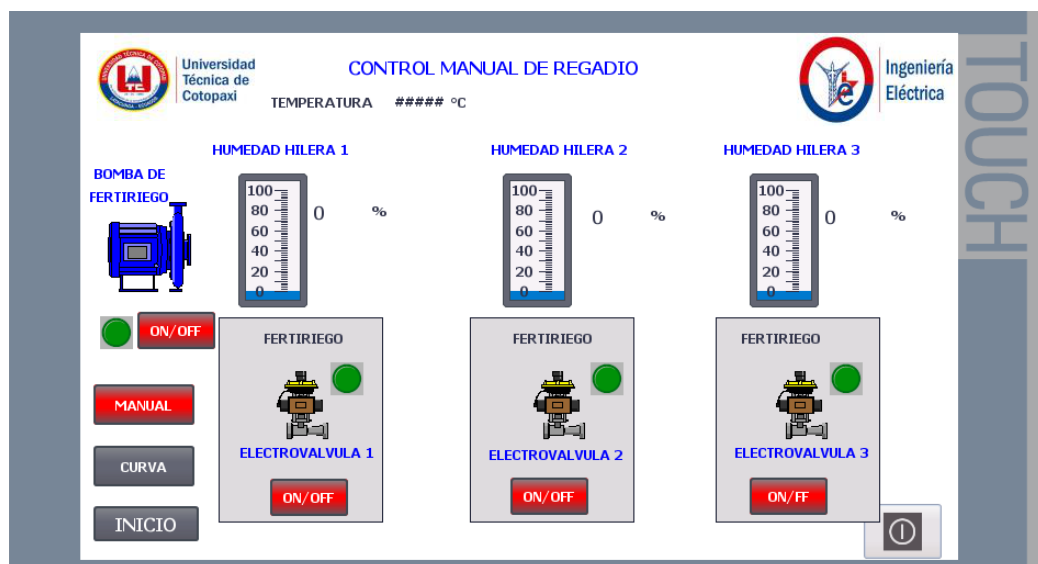 Universidad
Técnica de
Cotopaxi
CONTROL MANUAL DE REGADIO
TEMPERATURA ##### °C
Ingeniería
Eléctrica
TOUCH
HUMEDAD HILERA 1
HUMEDAD HILERA 2
HUMEDAD HILERA 3
BOMBA DE
FERTIRIEGO
100
80
60
40
20
0
0 %
100
80
60
40
20
0
0 %
100
80
60
40
20
0
0 %
ON/OFF
MANUAL
CURVA
INICIO
FERTIRIEGO
ELECTROVALVULA 1
ON/OFF
FERTIRIEGO
ELECTROVALVULA 2
ON/OFF
FERTIRIEGO
ELECTROVALVULA 3
ON/FF